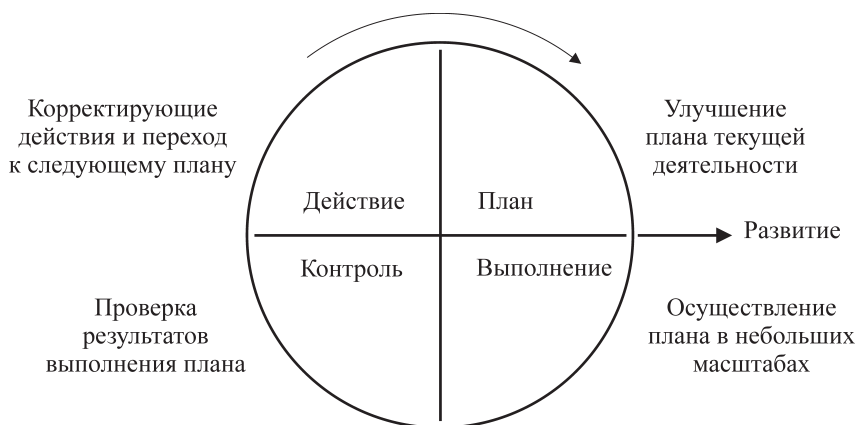 Корректирующие
действия и переход
к следующему плану
Улучшение
плана текущей
деятельности
Действие
План
Развитие
Контроль
Выполнение
Проверка
результатов
выполнения плана
Осуществление
плана в небольших
масштабах